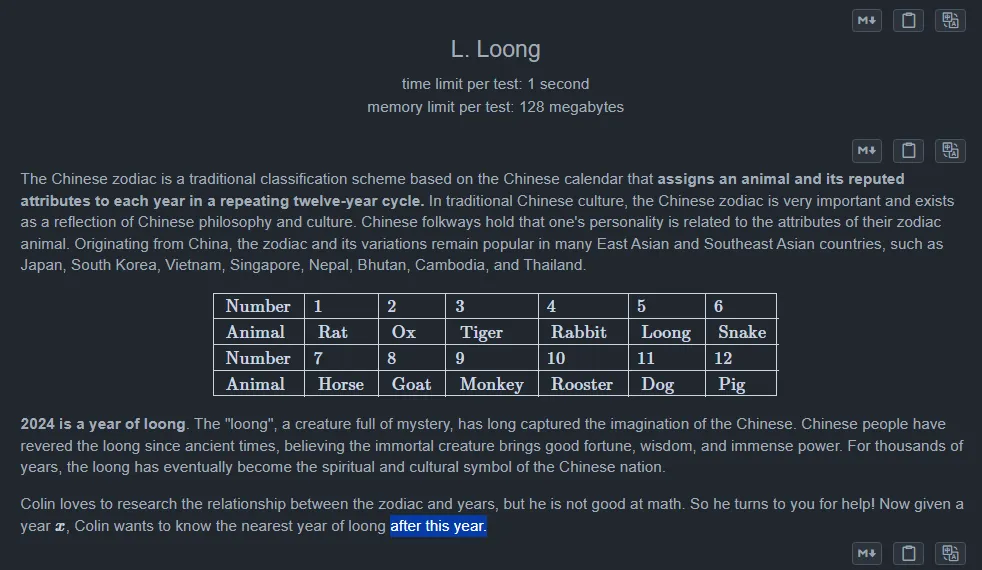 L. Loong
time limit per test: 1 second
memory limit per test: 128 megabytes
The Chinese zodiac is a traditional classification scheme based on the Chinese calendar that assigns an animal and its reputed
attributes to each year in a repeating twelve-year cycle. In traditional Chinese culture, the Chinese zodiac is very important and exists
as a reflection of Chinese philosophy and culture. Chinese folkways hold that one's personality is related to the attributes of their zodiac
animal. Originating from China, the zodiac and its variations remain popular in many East Asian and Southeast Asian countries, such as
Japan, South Korea, Vietnam, Singapore, Nepal, Bhutan, Cambodia, and Thailand.
Number 1 2 3 4 5 6
Animal Rat Ox Tiger Rabbit Loong Snake
Number 7 8 9 10 11 12
Animal Horse Goat Monkey Rooster Dog Pig
2024 is a year of loong. The "loong", a creature full of mystery, has long captured the imagination of the Chinese. Chinese people have
revered the loong since ancient times, believing the immortal creature brings good fortune, wisdom, and immense power. For thousands of
years, the loong has eventually become the spiritual and cultural symbol of the Chinese nation.
Colin loves to research the relationship between the zodiac and years, but he is not good at math. So he turns to you for help! Now given a
year x, Colin wants to know the nearest year of loong after this year.